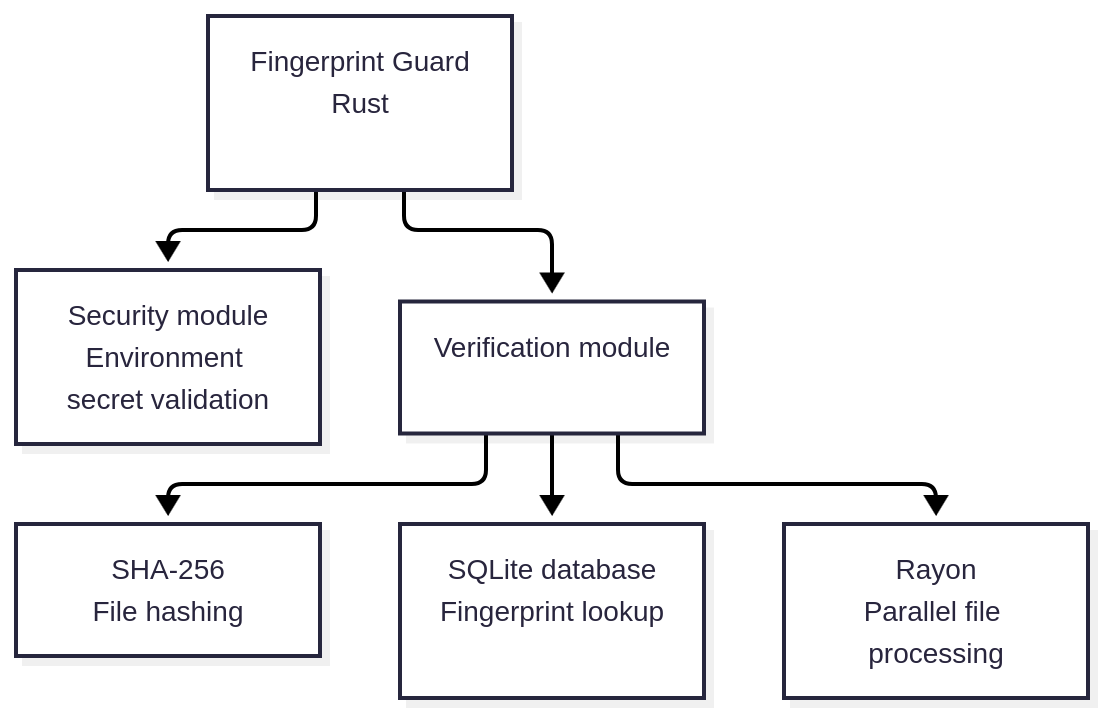 Fingerprint Guard
Rust
Security module
Environment
secret validation
Verification module
SHA-256
File hashing
SQLite database
Fingerprint lookup
Rayon
Parallel file
processing